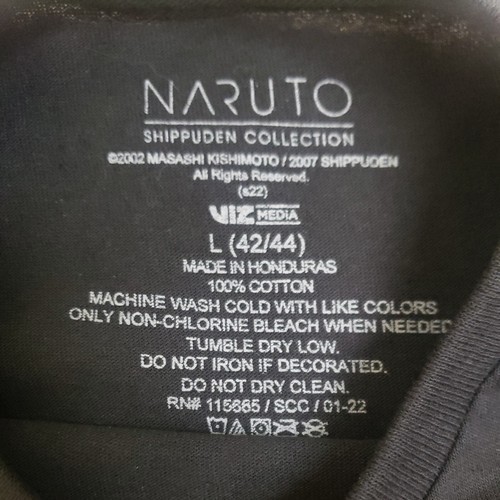 NARUTO
SHIPPUDEN COLLECTION
©2002 MASASHI KISHIMOTO / 2007 SHIPPUDEN
All Rights Reserved.
(s22)
VIZ MEDIA
L (42/44)
MADE IN HONDURAS
100% COTTON
MACHINE WASH COLD WITH LIKE COLORS
ONLY NON-CHLORINE BLEACH WHEN NEEDED
TUMBLE DRY LOW.
DO NOT IRON IF DECORATED.
DO NOT DRY CLEAN.
RN# 115665 / SCC / 01-22